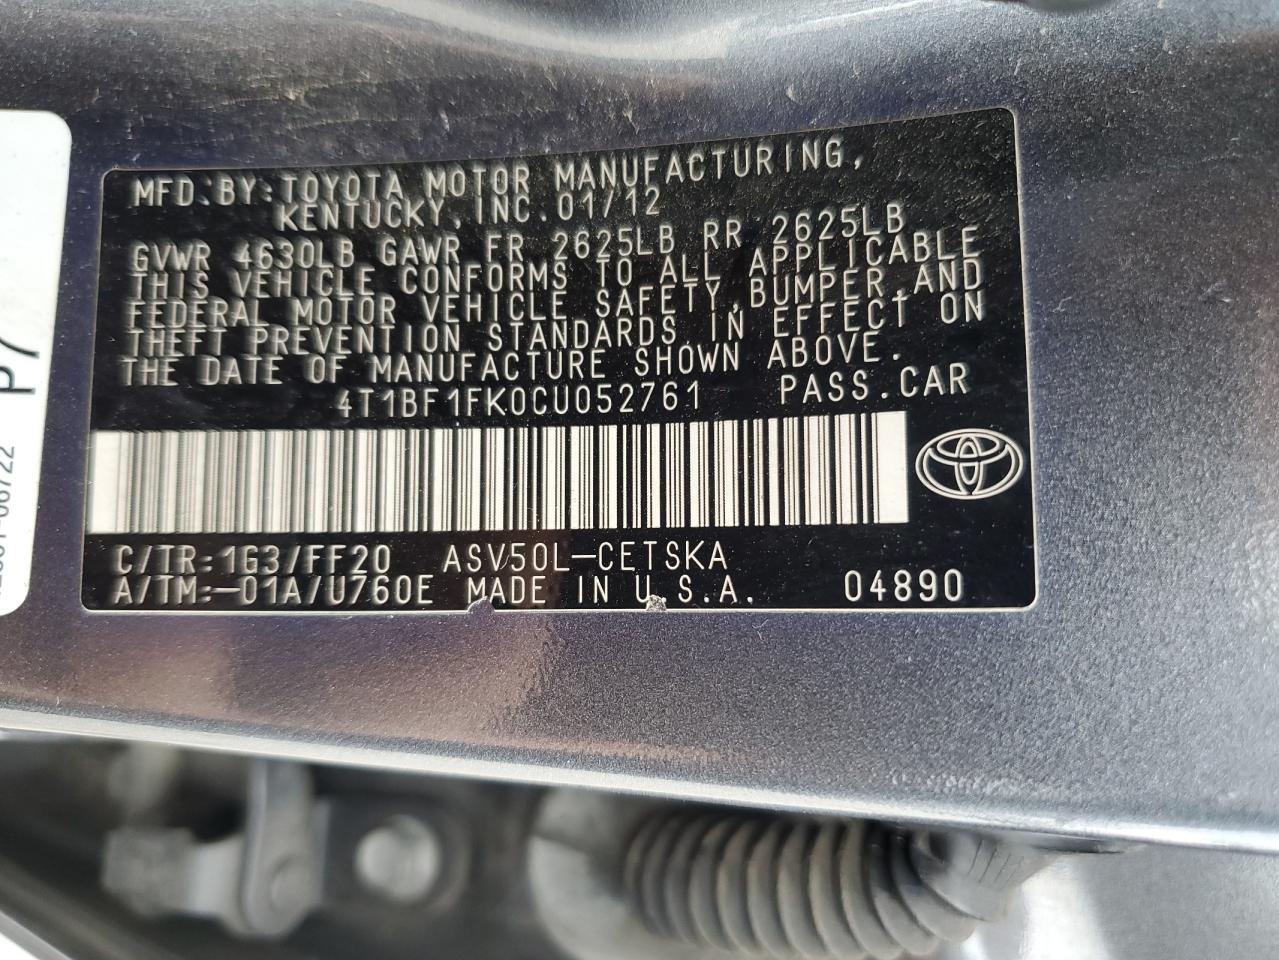 MFD.BY:TOYOTA MOTOR MANUFACTURING,
KENTUCKY, INC.01/12
GVWR 4630LB GAWR FR 2625LB RR 2625LB
THIS VEHICLE CONFORMS TO ALL APPLICABLE
FEDERAL MOTOR VEHICLE SAFETY,BUMPER,AND
THEFT PREVENTION STANDARDS.IN EFFECT ON
THE DATE OF MANUFACTURE SHOWN ABOVE.
4T1BF1FK0CU052761 PASS.CAR
C/TR:1G3/FF20 ASV50L-CETSKA
A/TM:-01A/U760E MADE IN U.S.A. 04890
P7